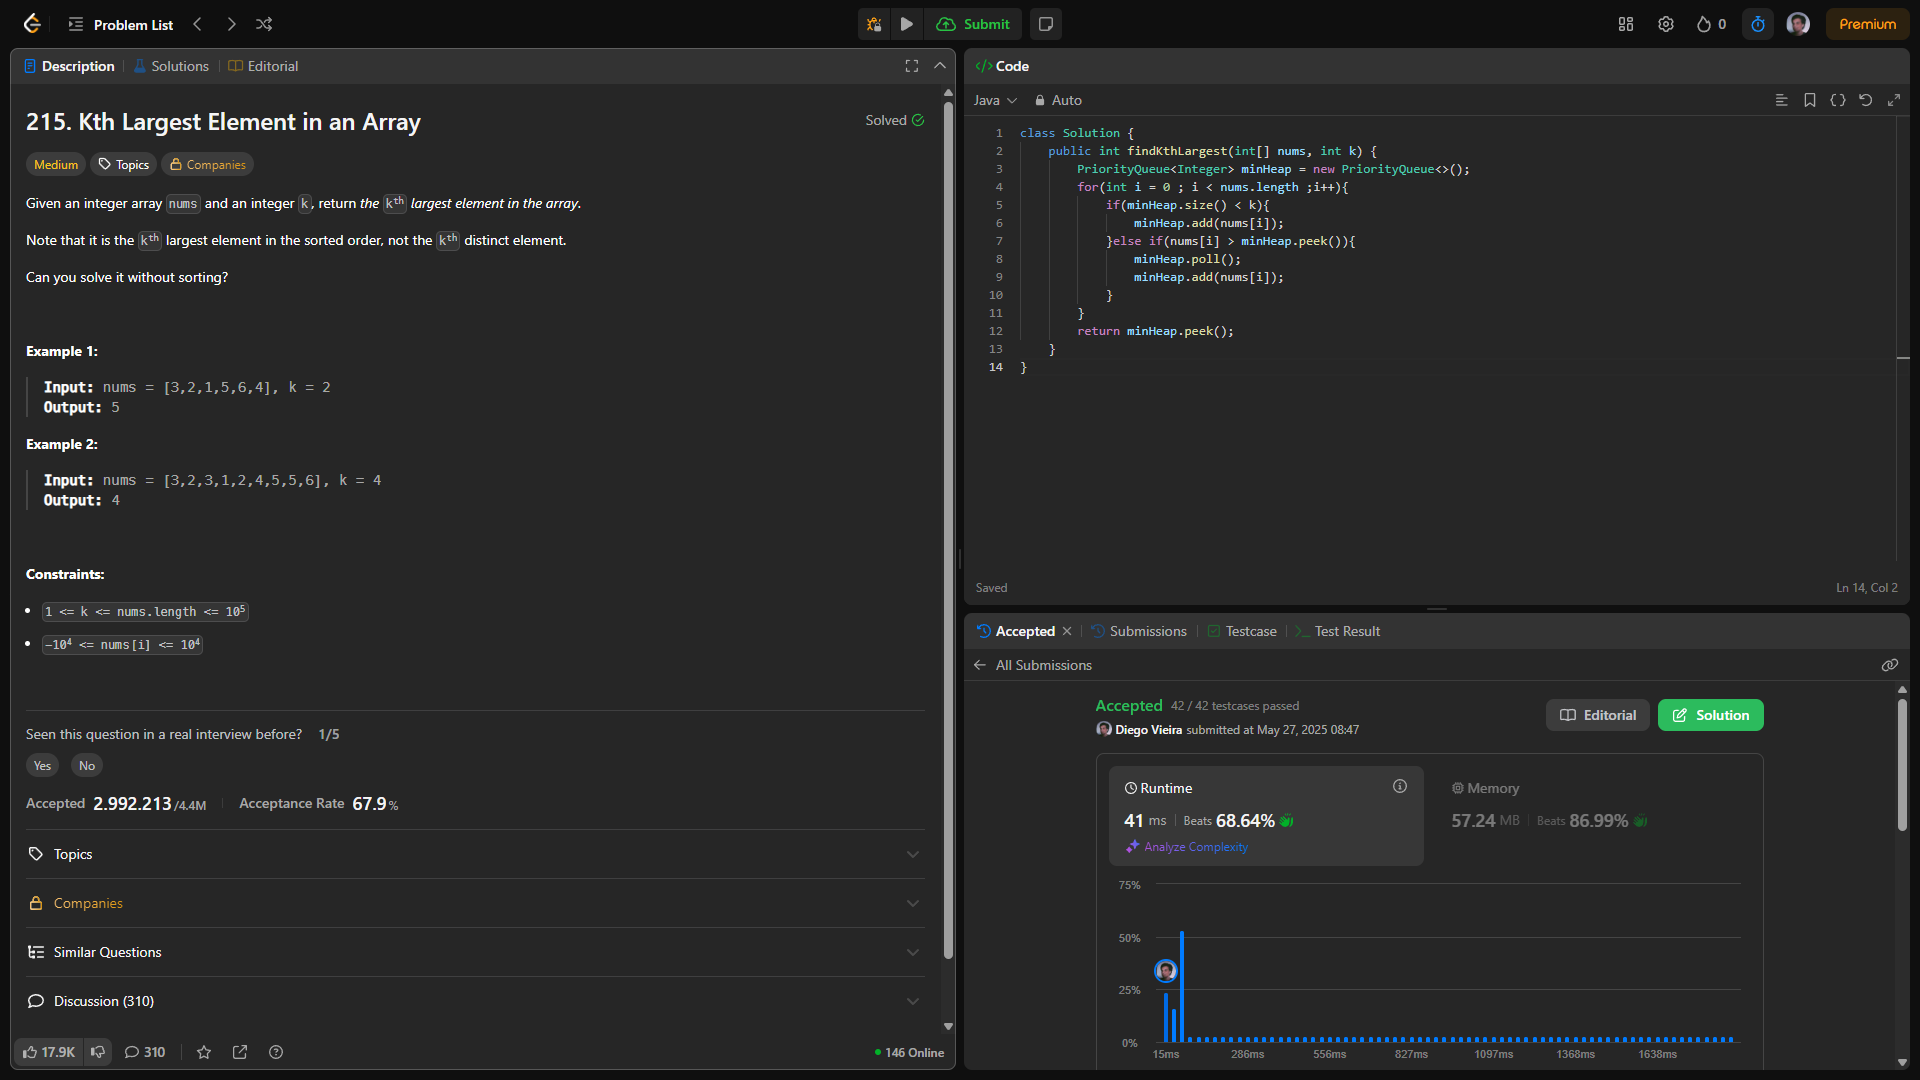 Problem List
Submit
0
Premium
Description
Solutions
Editorial
215. Kth Largest Element in an Array
Solved
Medium
Topics
Companies
Given an integer array nums and an integer k, return the kth largest element in the array.
Note that it is the kth largest element in the sorted order, not the kth distinct element.
Can you solve it without sorting?
Example 1:
Input: nums = [3,2,1,5,6,4], k = 2
Output: 5
Example 2:
Input: nums = [3,2,3,1,2,4,5,5,6], k = 4
Output: 4
Constraints:
1 <= k <= nums.length <= 10^5
-10^4 <= nums[i] <= 10^4
Seen this question in a real interview before? 1/5
Yes
No
Accepted 2.992.213/4.4M
Acceptance Rate 67.9%
Topics
Companies
Similar Questions
Discussion (310)
17.9K
310
146 Online
</> Code
Java
Auto
1 class Solution {
2 public int findKthLargest(int[] nums, int k) {
3 PriorityQueue<Integer> minHeap = new PriorityQueue<>();
4 for(int i = 0 ; i < nums.length ;i++){
5 if(minHeap.size() < k){
6 minHeap.add(nums[i]);
7 }else if(nums[i] > minHeap.peek()){
8 minHeap.poll();
9 minHeap.add(nums[i]);
10 }
11 }
12 return minHeap.peek();
13 }
14 }
Saved
Ln 14, Col 2
Accepted
Submissions
Testcase
Test Result
All Submissions
Accepted 42 / 42 testcases passed
Diego Vieira submitted at May 27, 2025 08:47
Editorial
Solution
Runtime
41 ms Beats 68.64%
Analyze Complexity
Memory
57.24 MB Beats 86.99%
75%
50%
25%
0%
15ms
286ms
556ms
827ms
1097ms
1368ms
1638ms